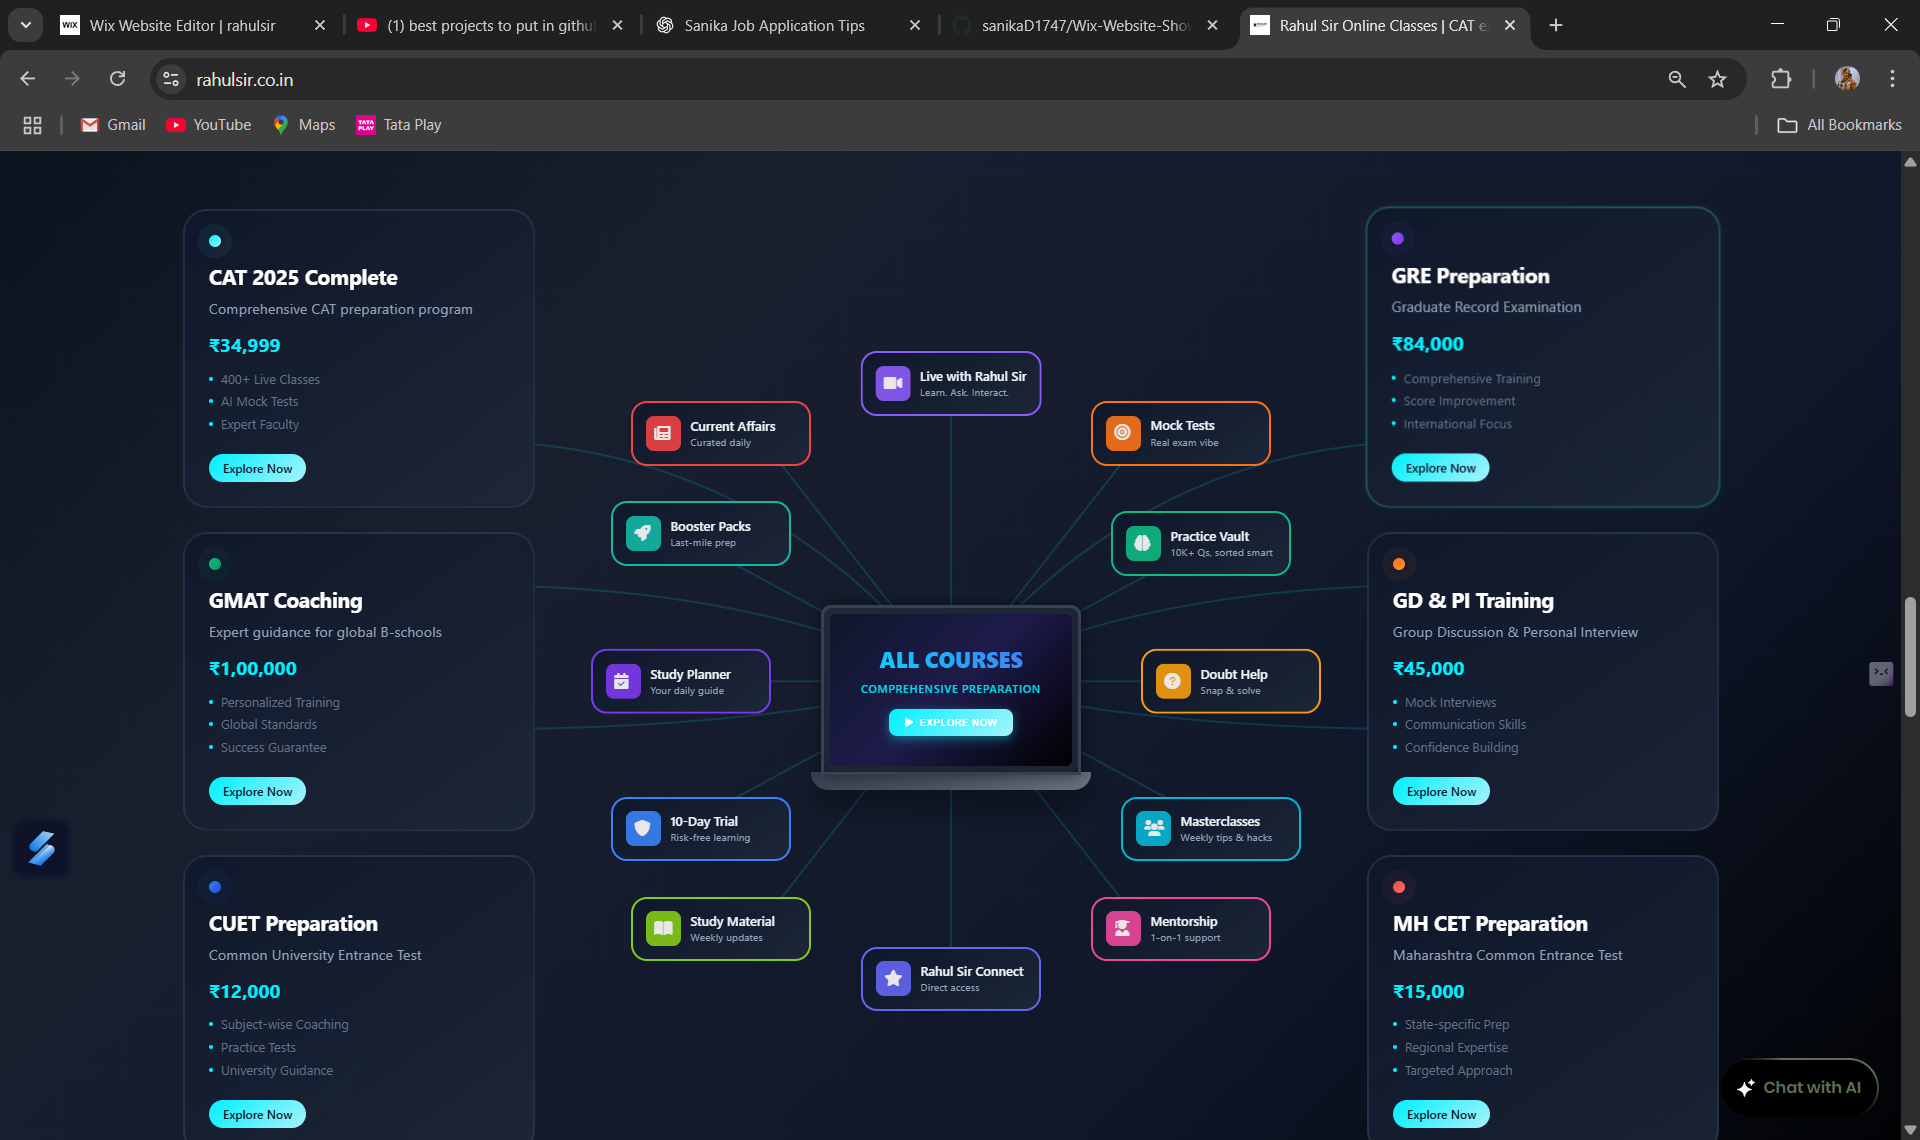 WIX Wix Website Editor | rahulsir
(1) best projects to put in githu
Sanika Job Application Tips
sanikaD1747/Wix-Website-Sho
Rahul Sir Online Classes | CAT e
rahulsir.co.in
Gmail
YouTube
Maps
TATA PLAY Tata Play
All Bookmarks
CAT 2025 Complete
Comprehensive CAT preparation program
₹34,999
• 400+ Live Classes
• AI Mock Tests
• Expert Faculty
Explore Now
GMAT Coaching
Expert guidance for global B-schools
₹1,00,000
• Personalized Training
• Global Standards
• Success Guarantee
Explore Now
CUET Preparation
Common University Entrance Test
₹12,000
• Subject-wise Coaching
• Practice Tests
• University Guidance
Explore Now
Live with Rahul Sir
Learn. Ask. Interact.
Current Affairs
Curated daily
Mock Tests
Real exam vibe
Booster Packs
Last-mile prep
Practice Vault
10K+ Qs, sorted smart
Study Planner
Your daily guide
ALL COURSES
COMPREHENSIVE PREPARATION
EXPLORE NOW
Doubt Help
Snap & solve
10-Day Trial
Risk-free learning
Masterclasses
Weekly tips & hacks
Study Material
Weekly updates
Mentorship
1-on-1 support
Rahul Sir Connect
Direct access
GRE Preparation
Graduate Record Examination
₹84,000
• Comprehensive Training
• Score Improvement
• International Focus
Explore Now
GD & PI Training
Group Discussion & Personal Interview
₹45,000
• Mock Interviews
• Communication Skills
• Confidence Building
Explore Now
MH CET Preparation
Maharashtra Common Entrance Test
₹15,000
• State-specific Prep
• Regional Expertise
• Targeted Approach
Explore Now
Chat with AI